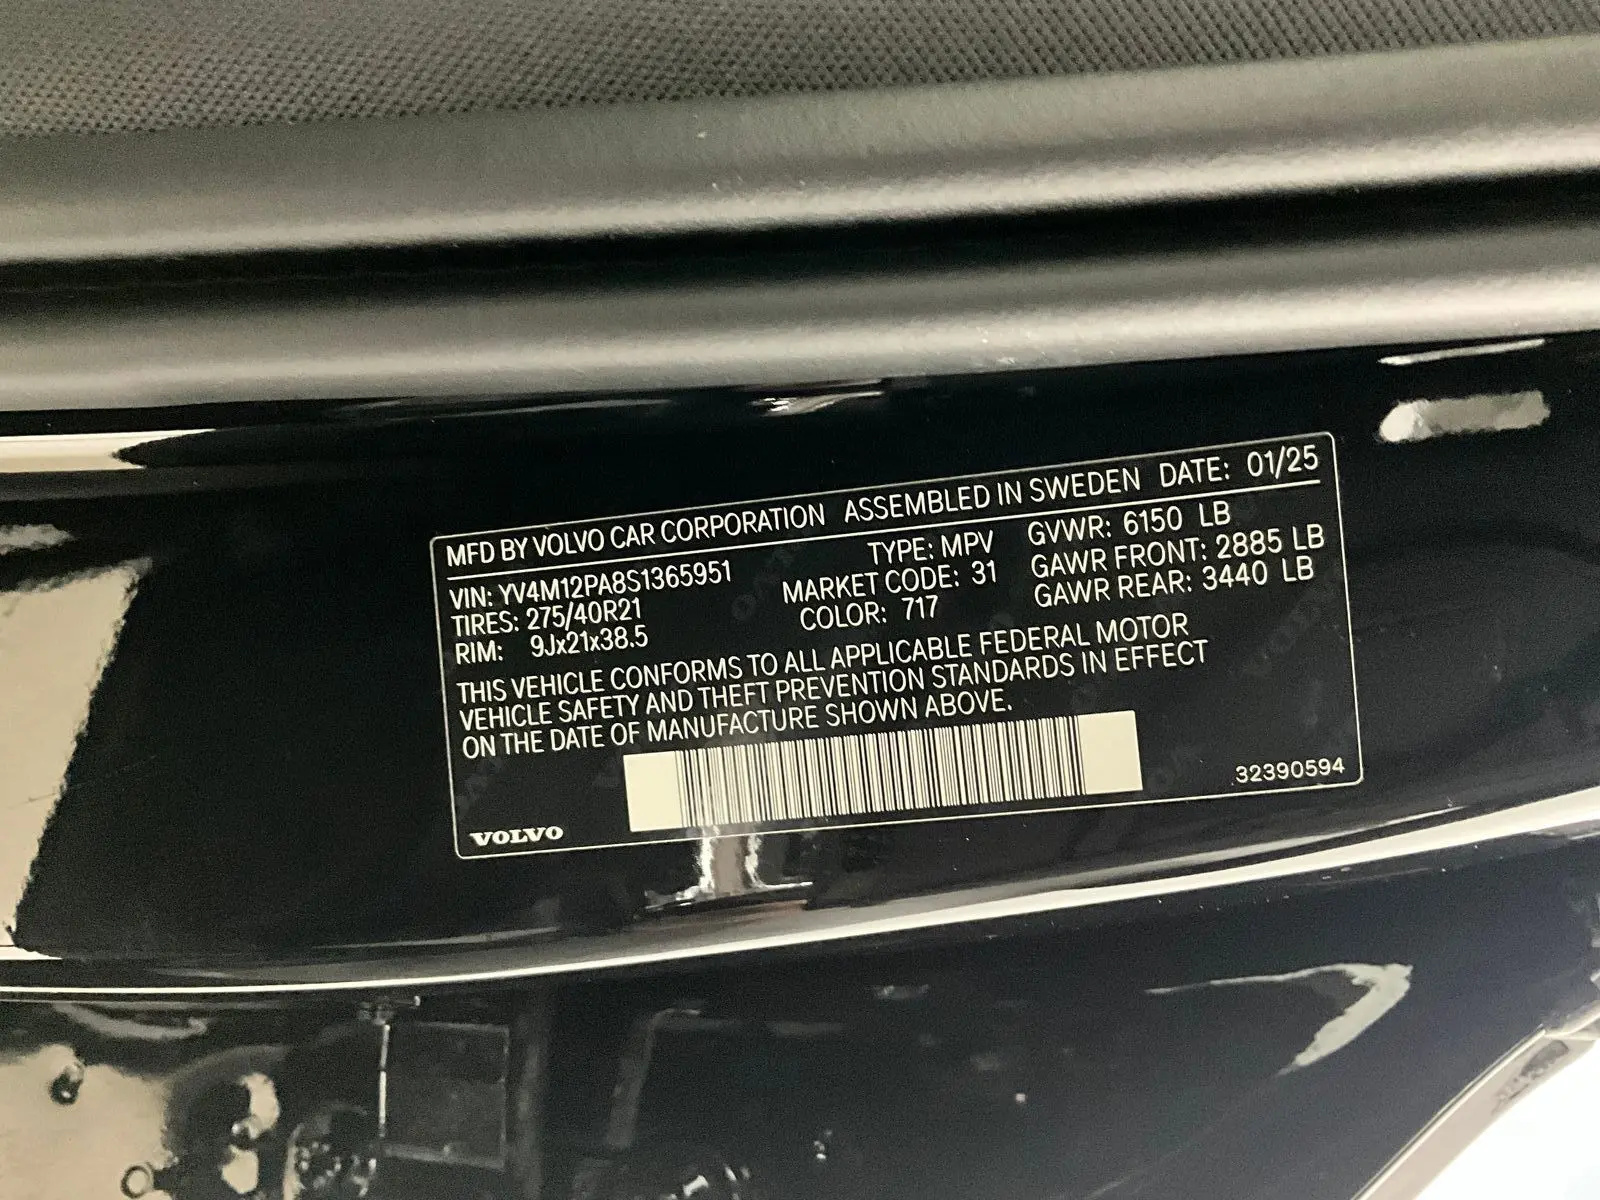 MFD BY VOLVO CAR CORPORATION ASSEMBLED IN SWEDEN DATE: 01/25
VIN: YV4M12PA8S1365951 TYPE: MPV GVWR: 6150 LB
TIRES: 275/40R21 MARKET CODE: 31 GAWR FRONT: 2885 LB
RIM: 9Jx21x38.5 COLOR: 717 GAWR REAR: 3440 LB
THIS VEHICLE CONFORMS TO ALL APPLICABLE FEDERAL MOTOR
VEHICLE SAFETY AND THEFT PREVENTION STANDARDS IN EFFECT
ON THE DATE OF MANUFACTURE SHOWN ABOVE.
VOLVO 32390594